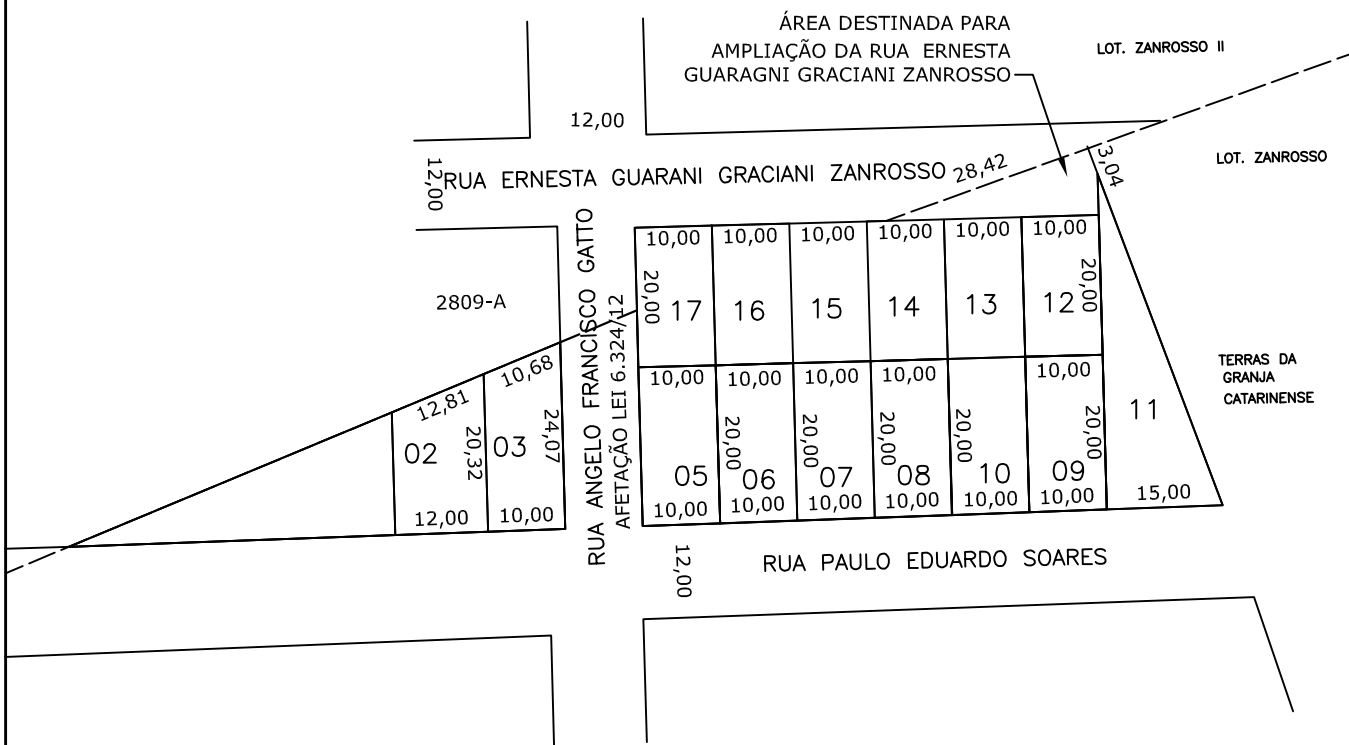 ÁREA DESTINADA PARA
AMPLIAÇÃO DA RUA ERNESTA
GUARAGNI GRACIANI ZANROSSO
LOT. ZANROSSO II
12,00
12,00
RUA ERNESTA GUARANI GRACIANI ZANROSSO
28,42
3,04
LOT. ZANROSSO
10,00 10,00 10,00 10,00 10,00 10,00
2809-A
RUA ANGELO FRANCISCO GATTO
AFETAÇÃO LEI 6.324/12
20,00
17 16 15 14 13 12
20,00
TERRAS DA
GRANJA
CATARINENSE
10,68
12,81
10,00 10,00 10,00 10,00 10,00
02
20,32
03
24,07
20,00 20,00 20,00 20,00 20,00
05 06 07 08 10 09
11
12,00 10,00
10,00 10,00 10,00 10,00 10,00 10,00
15,00
12,00
RUA PAULO EDUARDO SOARES